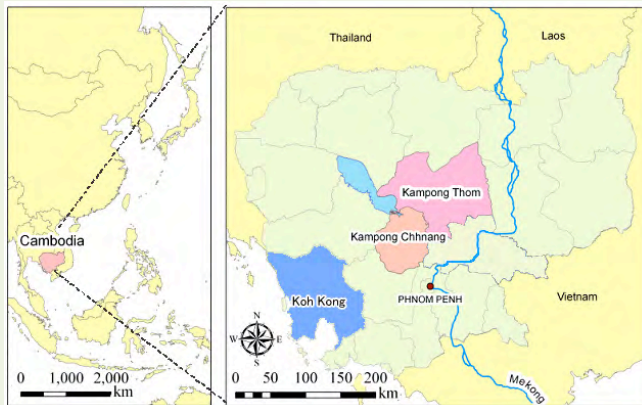 Cambodia
0 1,000 2,000
km
Thailand
Laos
Kampong Thom
Kampong Chhnang
Koh Kong
PHNOM PENH
Vietnam
Mekong
N
W E
S
0 50 100 150 200
km